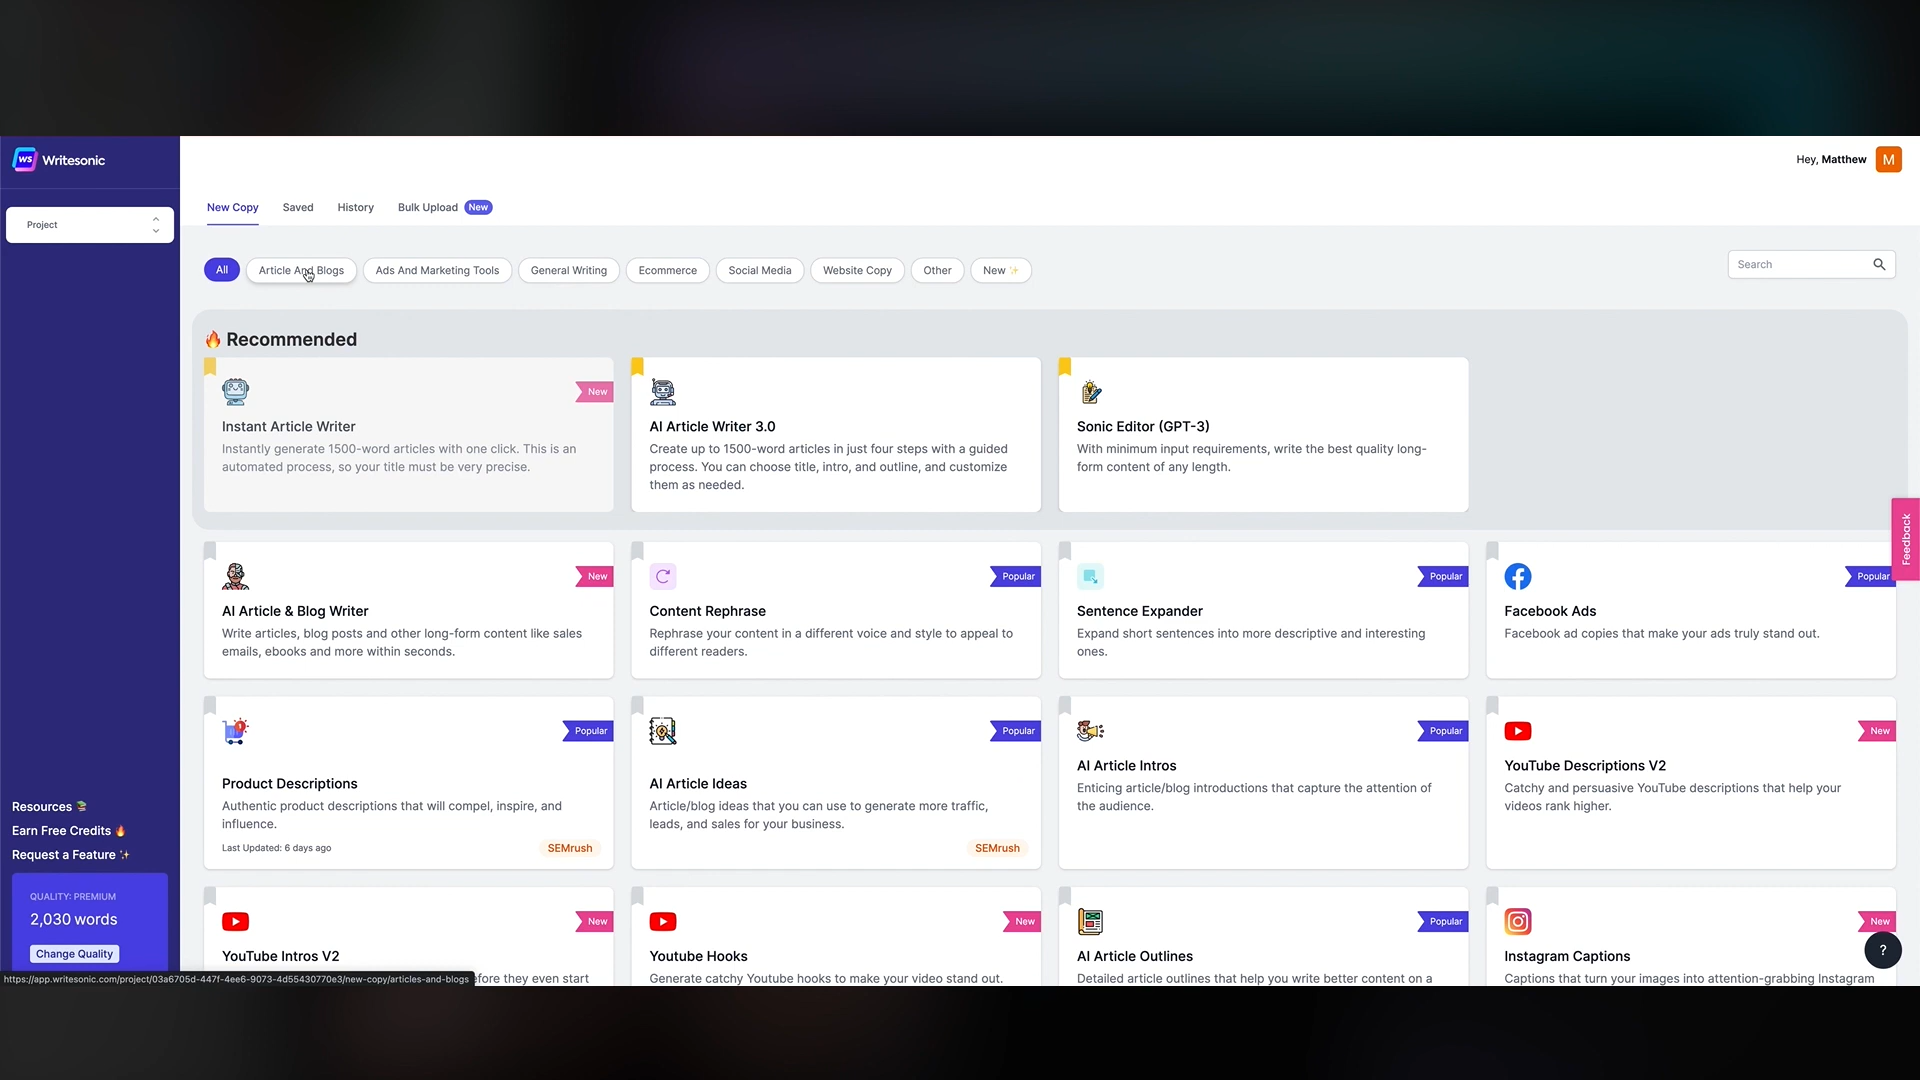 WS Writesonic
Hey, Matthew
M
Project
New Copy
Saved
History
Bulk Upload
New
All
Article And Blogs
Ads And Marketing Tools
General Writing
Ecommerce
Social Media
Website Copy
Other
New
Search
Recommended
New
Instant Article Writer
Instantly generate 1500-word articles with one click. This is an
automated process, so your title must be very precise.
AI Article Writer 3.0
Create up to 1500-word articles in just four steps with a guided
process. You can choose title, intro, and outline, and customize
them as needed.
Sonic Editor (GPT-3)
With minimum input requirements, write the best quality long-
form content of any length.
Feedback
New
AI Article & Blog Writer
Write articles, blog posts and other long-form content like sales
emails, ebooks and more within seconds.
Popular
Content Rephrase
Rephrase your content in a different voice and style to appeal to
different readers.
Popular
Sentence Expander
Expand short sentences into more descriptive and interesting
ones.
Popular
Facebook Ads
Facebook ad copies that make your ads truly stand out.
Popular
Product Descriptions
Authentic product descriptions that will compel, inspire, and
influence.
Last Updated: 6 days ago
SEMrush
Popular
AI Article Ideas
Article/blog ideas that you can use to generate more traffic,
leads, and sales for your business.
SEMrush
Popular
AI Article Intros
Enticing article/blog introductions that capture the attention of
the audience.
New
YouTube Descriptions V2
Catchy and persuasive YouTube descriptions that help your
videos rank higher.
Resources
Earn Free Credits
Request a Feature
QUALITY: PREMIUM
2,030 words
Change Quality
New
YouTube Intros V2
efore they even start
New
Youtube Hooks
Generate catchy Youtube hooks to make your video stand out.
Popular
AI Article Outlines
Detailed article outlines that help you write better content on a
New
Instagram Captions
Captions that turn your images into attention-grabbing Instagram
?
https://app.writesonic.com/project/03a6705d-447f-4ee6-9073-4d55430770e3/new-copy/articles-and-blogs